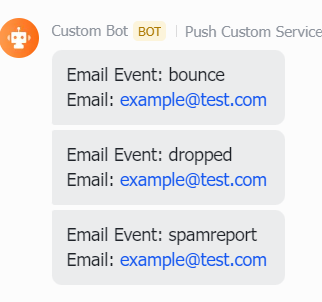 Custom Bot BOT | Push Custom Service
Email Event: bounce
Email: example@test.com
Email Event: dropped
Email: example@test.com
Email Event: spamreport
Email: example@test.com